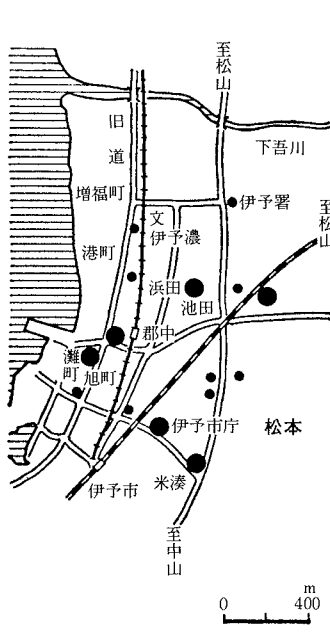 至松山
旧道
下吾川
増福町
伊予署
文
伊予濃
至松山
港町
浜田
池田
郡中
灘町
旭町
伊予市庁
松本
米湊
伊予市
至中山
m
0 400